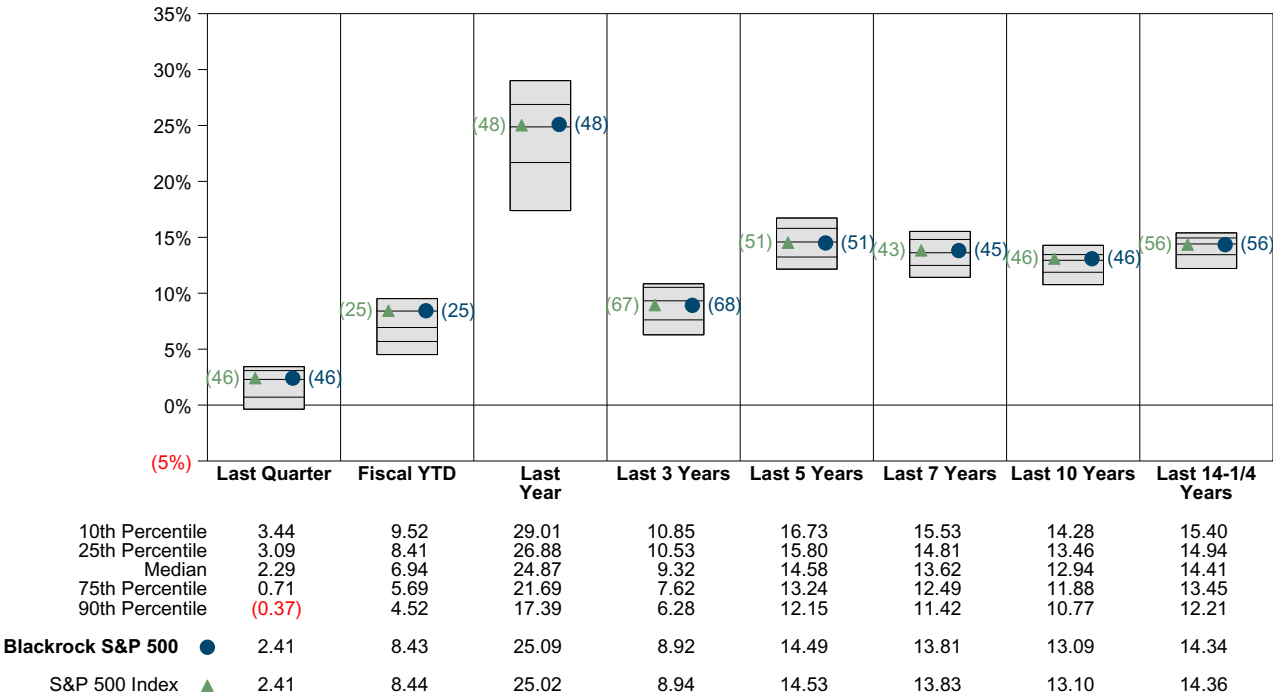 35%
30%
25%
20%
15%
10%
5%
0%
(5%)
(46) (46)
(25) (25)
(48) (48)
(67) (68)
(51) (51)
(43) (45)
(46) (46)
(56) (56)
Last Quarter Fiscal YTD Last Last 3 Years Last 5 Years Last 7 Years Last 10 Years Last 14-1/4
Year Years
10th Percentile 3.44 9.52 29.01 10.85 16.73 15.53 14.28 15.40
25th Percentile 3.09 8.41 26.88 10.53 15.80 14.81 13.46 14.94
Median 2.29 6.94 24.87 9.32 14.58 13.62 12.94 14.41
75th Percentile 0.71 5.69 21.69 7.62 13.24 12.49 11.88 13.45
90th Percentile (0.37) 4.52 17.39 6.28 12.15 11.42 10.77 12.21
Blackrock S&P 500 2.41 8.43 25.09 8.92 14.49 13.81 13.09 14.34
S&P 500 Index 2.41 8.44 25.02 8.94 14.53 13.83 13.10 14.36